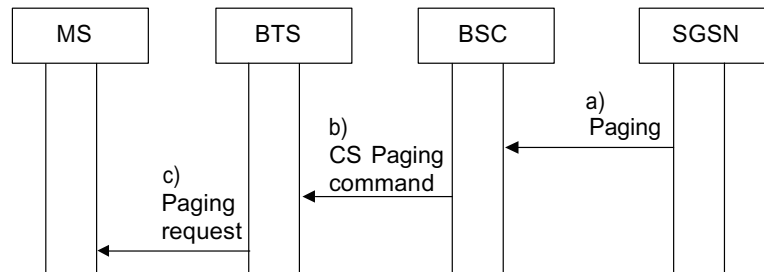 MS
BTS
BSC
SGSN
a)
Paging
b)
CS Paging
command
c)
Paging
request